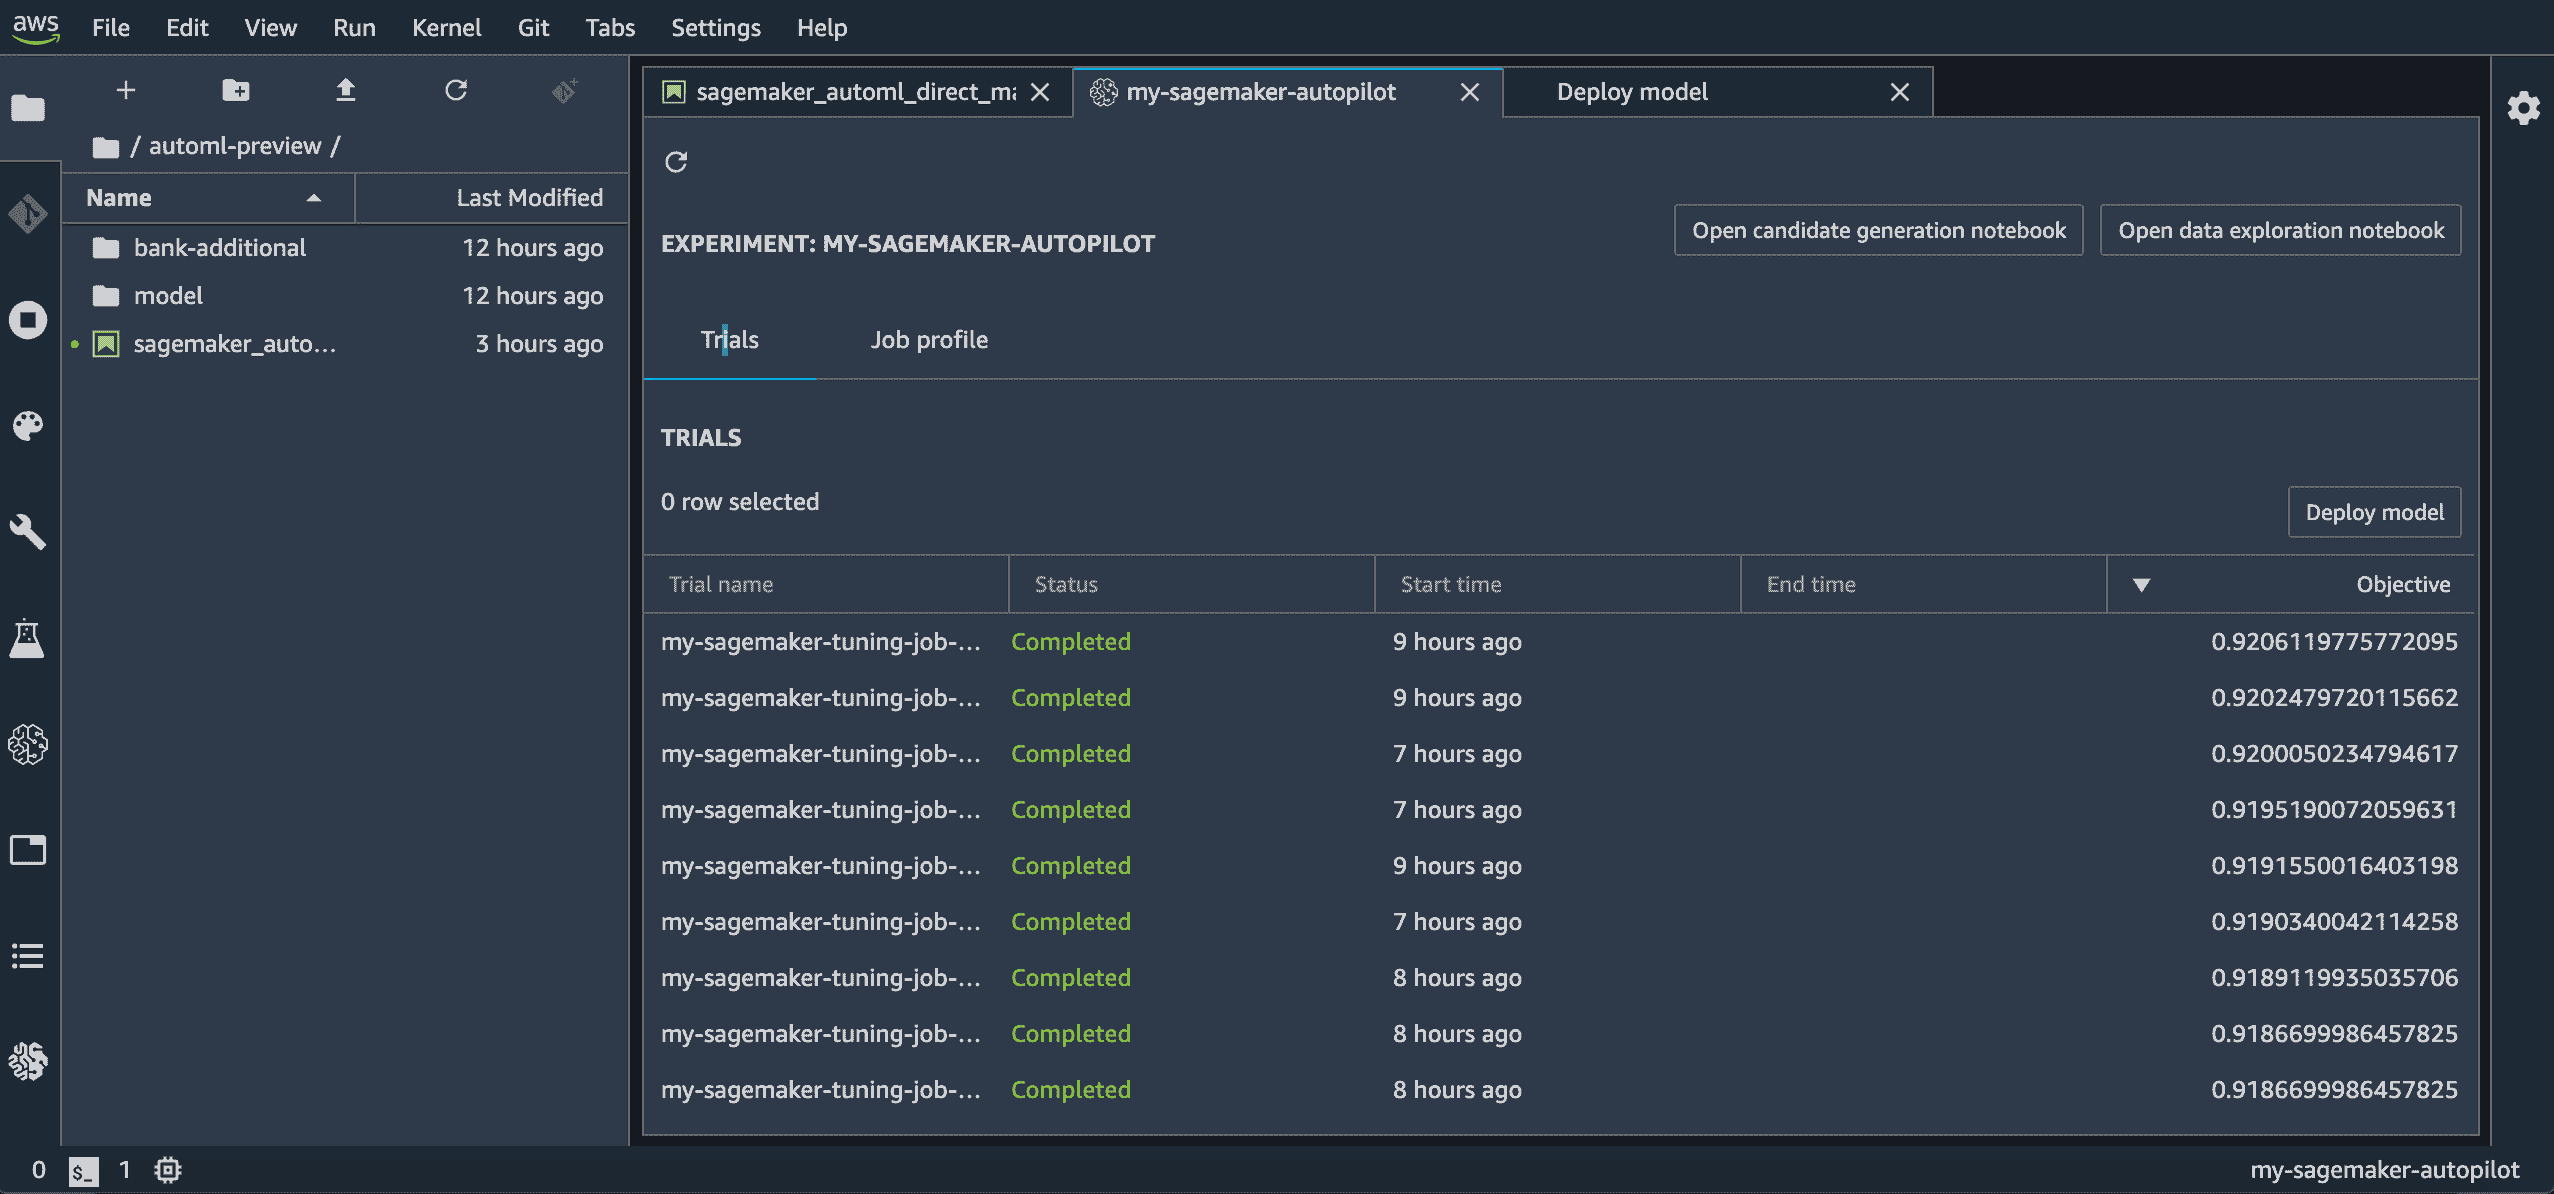 aws File Edit View Run Kernel Git Tabs Settings Help
sagemaker_automl_direct_ma my-sagemaker-autopilot Deploy model
/ automl-preview /
Name Last Modified
bank-additional 12 hours ago
model 12 hours ago
sagemaker_auto... 3 hours ago
EXPERIMENT: MY-SAGEMAKER-AUTOPILOT
Open candidate generation notebook Open data exploration notebook
Trials Job profile
TRIALS
0 row selected
Deploy model
Trial name Status Start time End time Objective
my-sagemaker-tuning-job-... Completed 9 hours ago 0.9206119775772095
my-sagemaker-tuning-job-... Completed 9 hours ago 0.9202479720115662
my-sagemaker-tuning-job-... Completed 7 hours ago 0.9200050234794617
my-sagemaker-tuning-job-... Completed 7 hours ago 0.9195190072059631
my-sagemaker-tuning-job-... Completed 9 hours ago 0.9191550016403198
my-sagemaker-tuning-job-... Completed 7 hours ago 0.9190340042114258
my-sagemaker-tuning-job-... Completed 8 hours ago 0.9189119935035706
my-sagemaker-tuning-job-... Completed 8 hours ago 0.9186699986457825
my-sagemaker-tuning-job-... Completed 8 hours ago 0.9186699986457825
0 $_ 1 my-sagemaker-autopilot